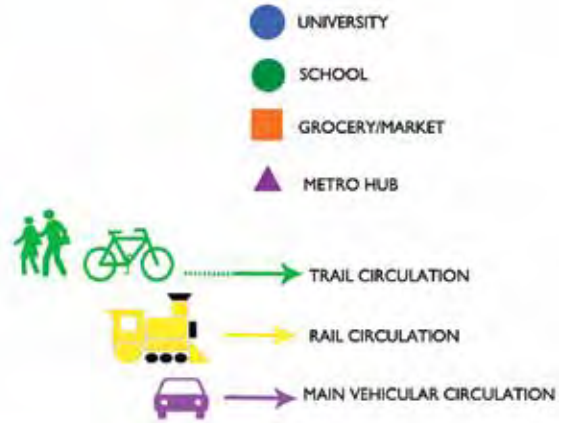 UNIVERSITY
SCHOOL
GROCERY/MARKET
METRO HUB
TRAIL CIRCULATION
RAIL CIRCULATION
MAIN VEHICULAR CIRCULATION